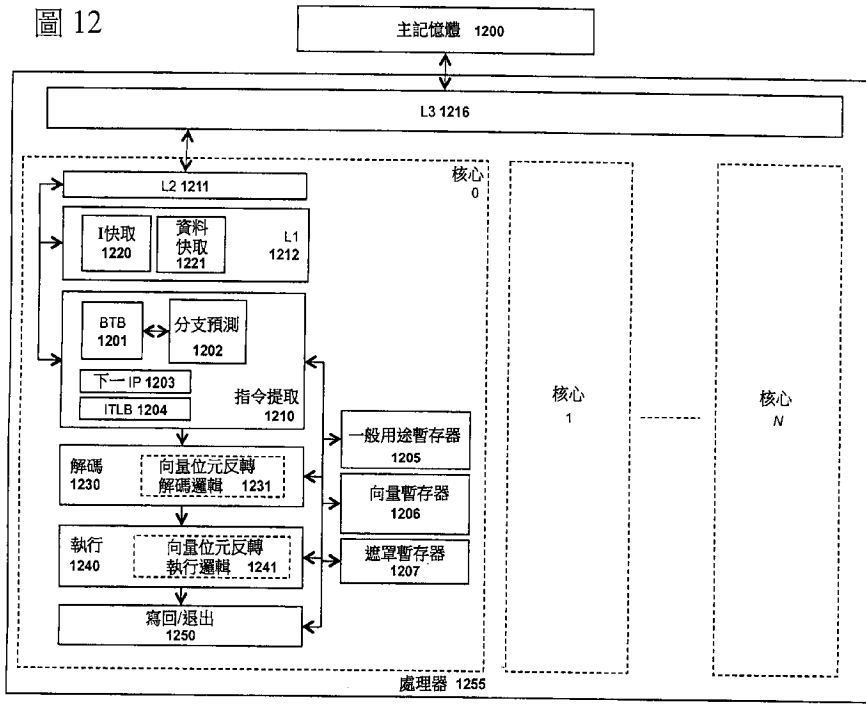 圖 12
主記憶體 1200
L3 1216
核心
0
L2 1211
I快取
1220
資料
快取
1221
L1
1212
BTB
1201
分支預測
1202
下一 IP 1203
ITLB 1204
指令提取
1210
一般用途暫存器
1205
向量暫存器
1206
遮罩暫存器
1207
解碼
1230
向量位元反轉
解碼邏輯 1231
執行
1240
向量位元反轉
執行邏輯 1241
寫回/退出
1250
核心
1
核心
N
處理器 1255